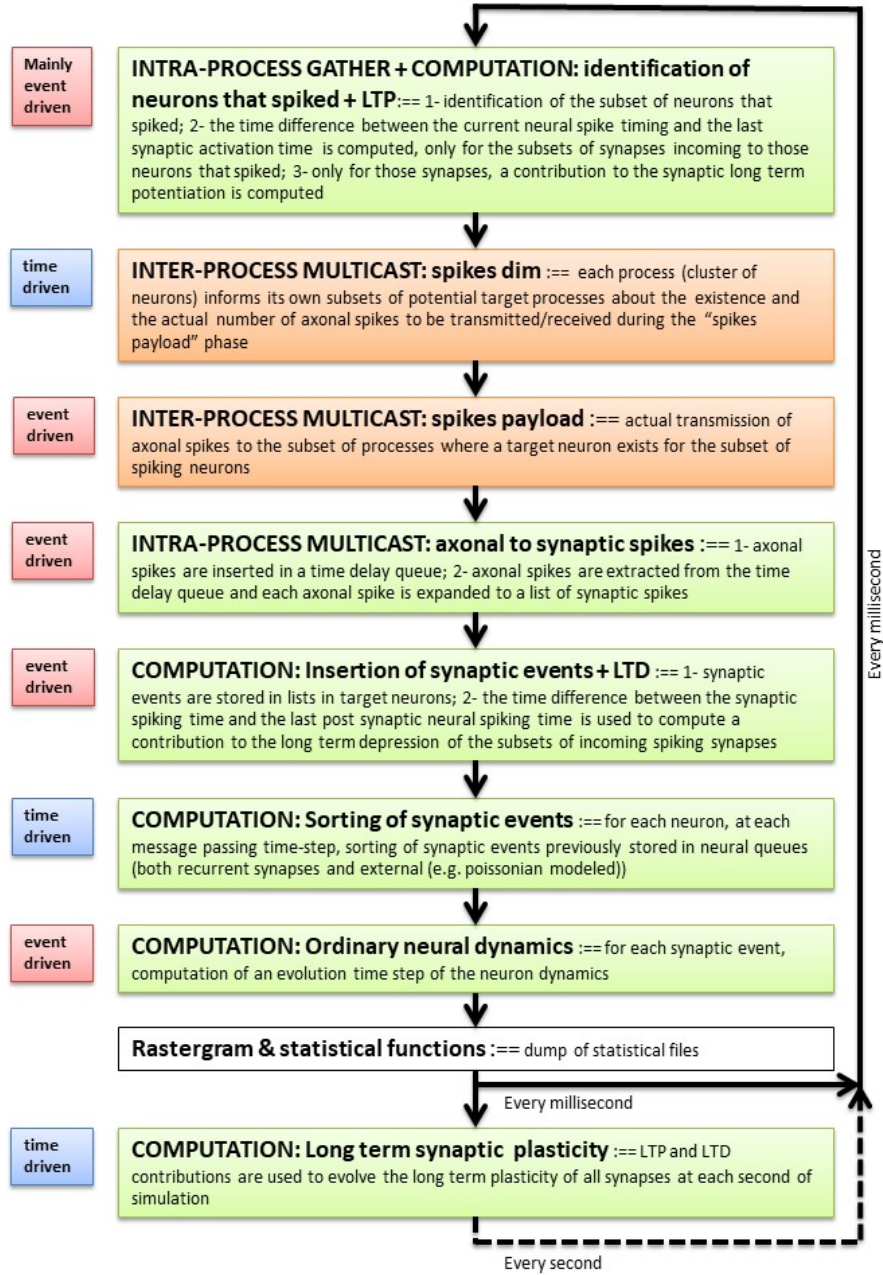 Mainly
event
driven
INTRA-PROCESS GATHER + COMPUTATION: identification of
neurons that spiked + LTP:== 1- identification of the subset of neurons that
spiked; 2- the time difference between the current neural spike timing and the last
synaptic activation time is computed, only for the subsets of synapses incoming to those
neurons that spiked; 3- only for those synapses, a contribution to the synaptic long term
potentiation is computed
time
driven
INTER-PROCESS MULTICAST: spikes dim :== each process (cluster of
neurons) informs its own subsets of potential target processes about the existence and
the actual number of axonal spikes to be transmitted/received during the “spikes
payload” phase
event
driven
INTER-PROCESS MULTICAST: spikes payload :== actual transmission of
axonal spikes to the subset of processes where a target neuron exists for the subset of
spiking neurons
event
driven
INTRA-PROCESS MULTICAST: axonal to synaptic spikes :== 1- axonal
spikes are inserted in a time delay queue; 2- axonal spikes are extracted from the time
delay queue and each axonal spike is expanded to a list of synaptic spikes
event
driven
COMPUTATION: Insertion of synaptic events + LTD :== 1- synaptic
events are stored in lists in target neurons; 2- the time difference between the synaptic
spiking time and the last post synaptic neural spiking time is used to compute a
contribution to the long term depression of the subsets of incoming spiking synapses
time
driven
COMPUTATION: Sorting of synaptic events :== for each neuron, at each
message passing time-step, sorting of synaptic events previously stored in neural queues
(both recurrent synapses and external (e.g. poissonian modeled))
event
driven
COMPUTATION: Ordinary neural dynamics :== for each synaptic event,
computation of an evolution time step of the neuron dynamics
Rastergram & statistical functions :== dump of statistical files
Every millisecond
time
driven
COMPUTATION: Long term synaptic plasticity :== LTP and LTD
contributions are used to evolve the long term plasticity of all synapses at each second of
simulation
Every second
Every millisecond